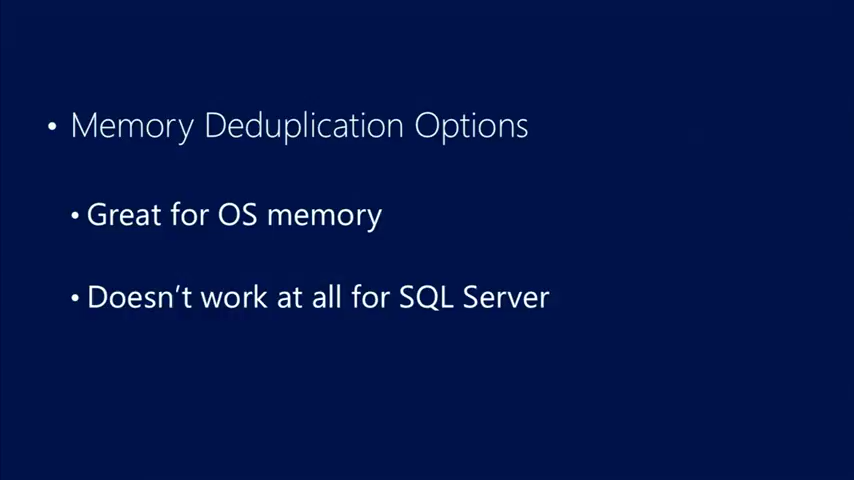 • Memory Deduplication Options
• Great for OS memory
• Doesn’t work at all for SQL Server